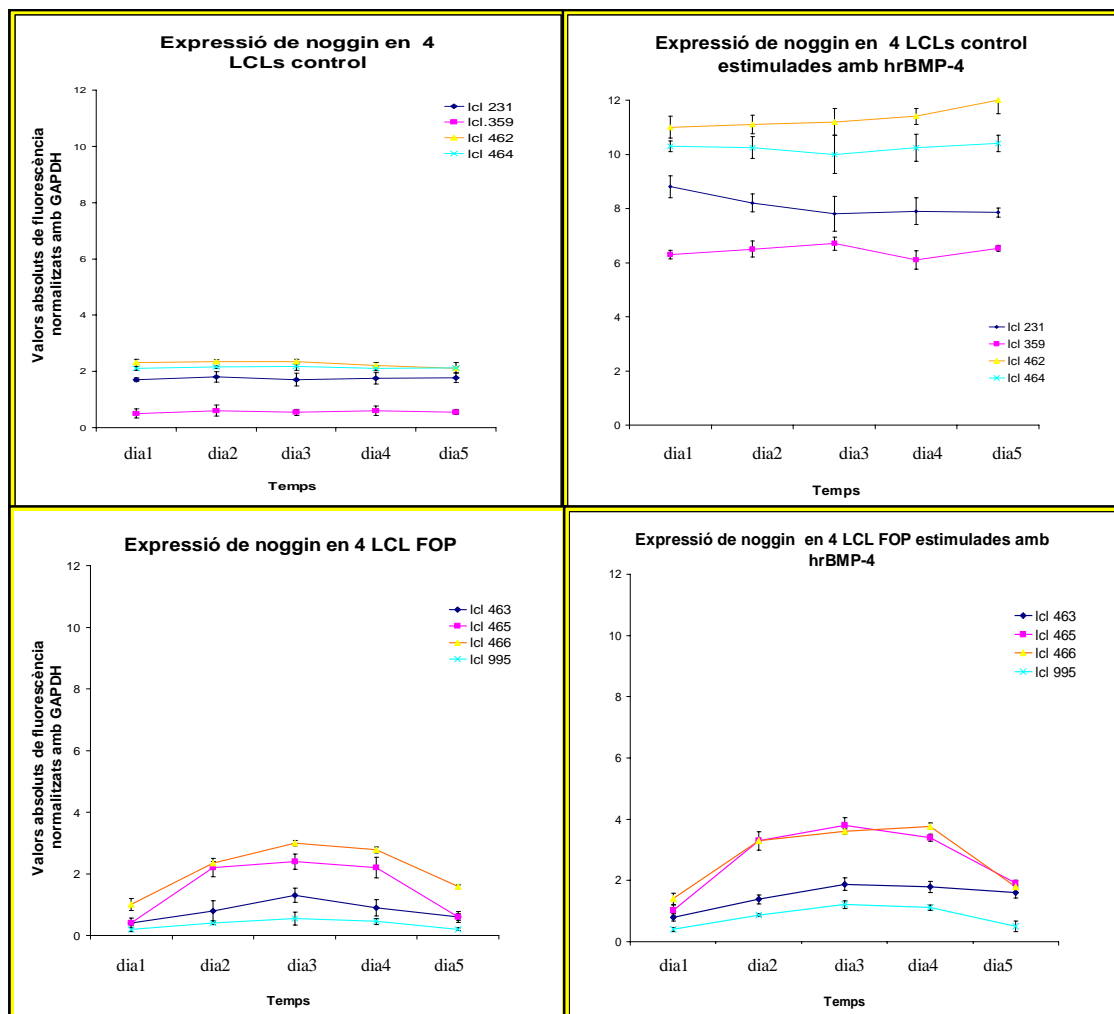 Expressió de noggin en 4
LCLs control
Valors absoluts de fluorescència
normalitzats amb GAPDH
12
10
8
6
4
2
0
lcl 231
lcl.359
lcl 462
lcl 464
dia1 dia2 dia3 dia4 dia5
Temps
Expressió de noggin en 4 LCLs control
estimulades amb hrBMP-4
12
10
8
6
4
2
0
lcl 231
lcl 359
lcl 462
lcl 464
dia1 dia2 dia3 dia4 dia5
Temps
Expressió de noggin en 4 LCL FOP
Valors absoluts de fluorescència
normalitzats amb GAPDH
12
10
8
6
4
2
0
lcl 463
lcl 465
lcl 466
lcl 995
dia1 dia2 dia3 dia4 dia5
Temps
Expressió de noggin en 4 LCL FOP estimulades amb
hrBMP-4
12
10
8
6
4
2
0
lcl 463
lcl 465
lcl 466
lcl 995
dia1 dia2 dia3 dia4 dia5
Temps